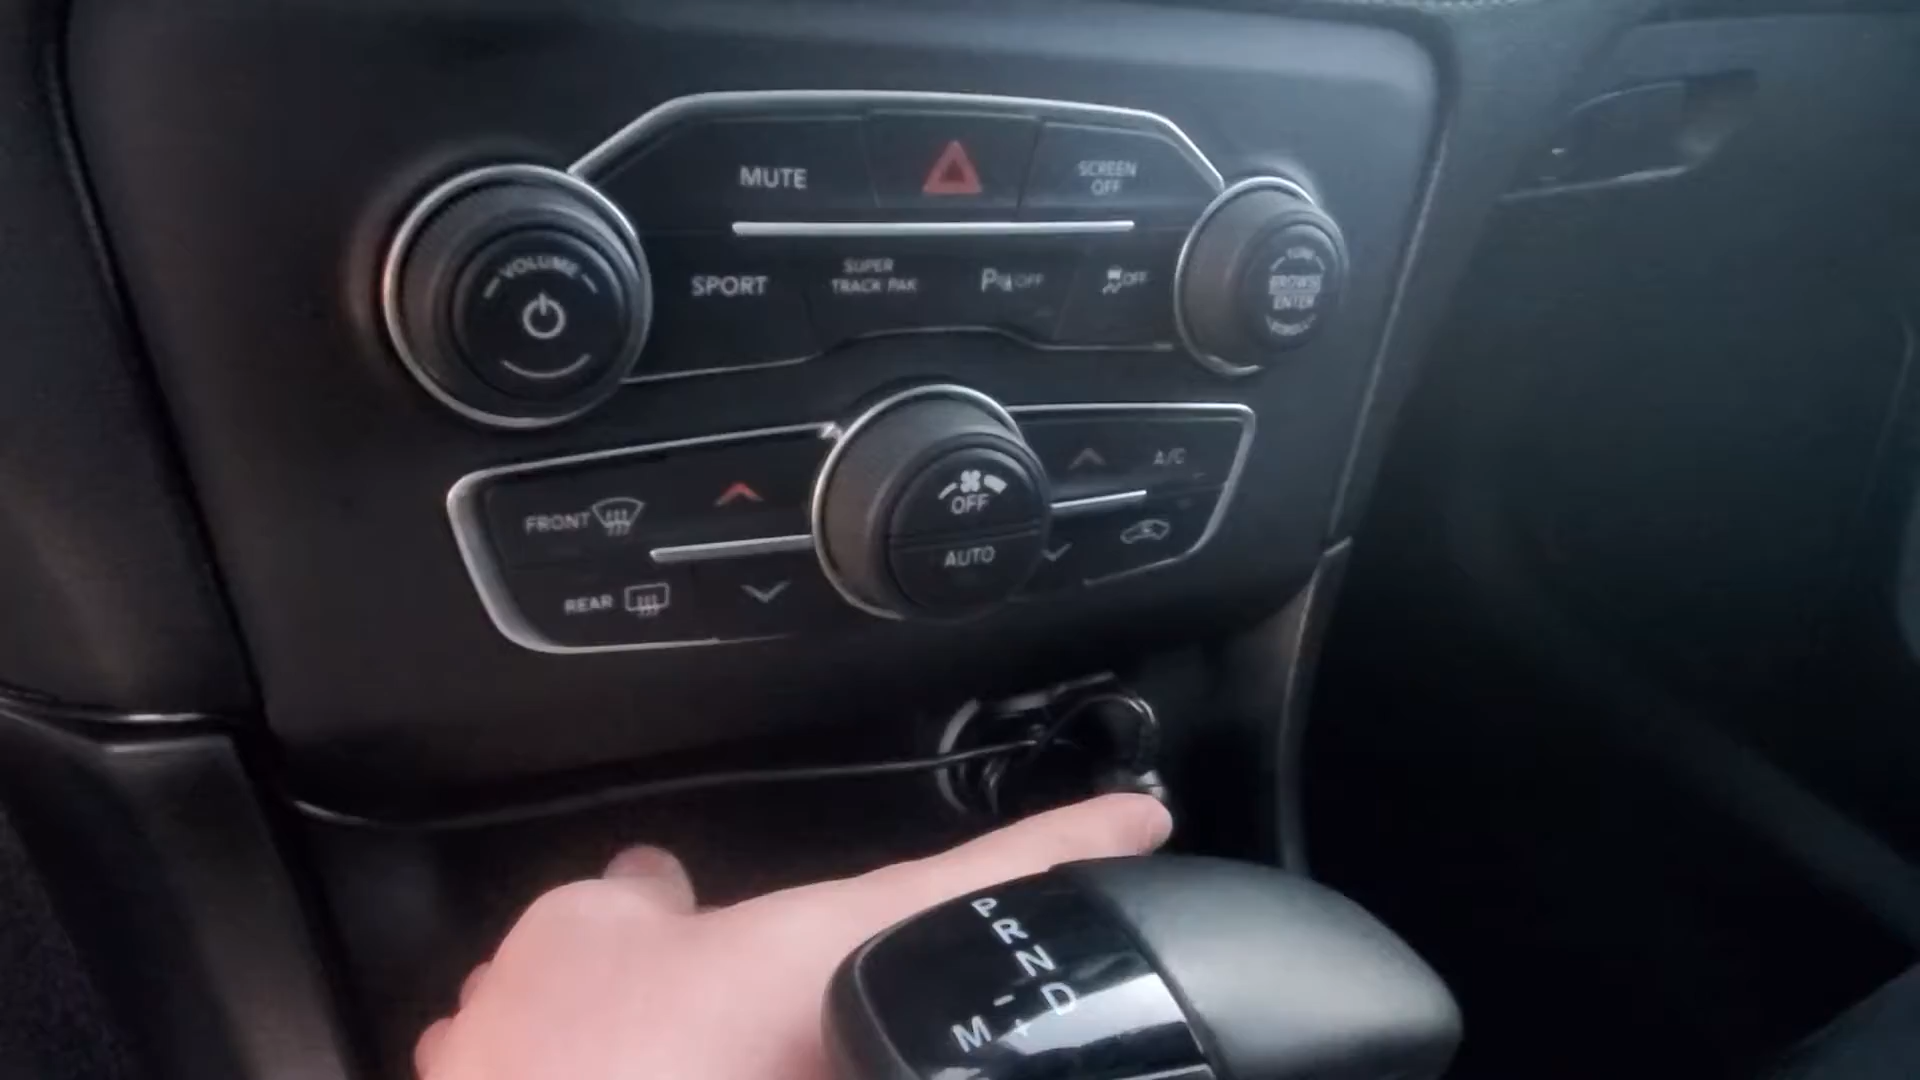 MUTE
SCREEN
OFF
VOLUME
SPORT
SUPER
TRACK PAK
OFF
OFF
BROWSE
ENTER
FRONT
OFF
AUTO
A/C
REAR
P
R
N
D
M
-
+